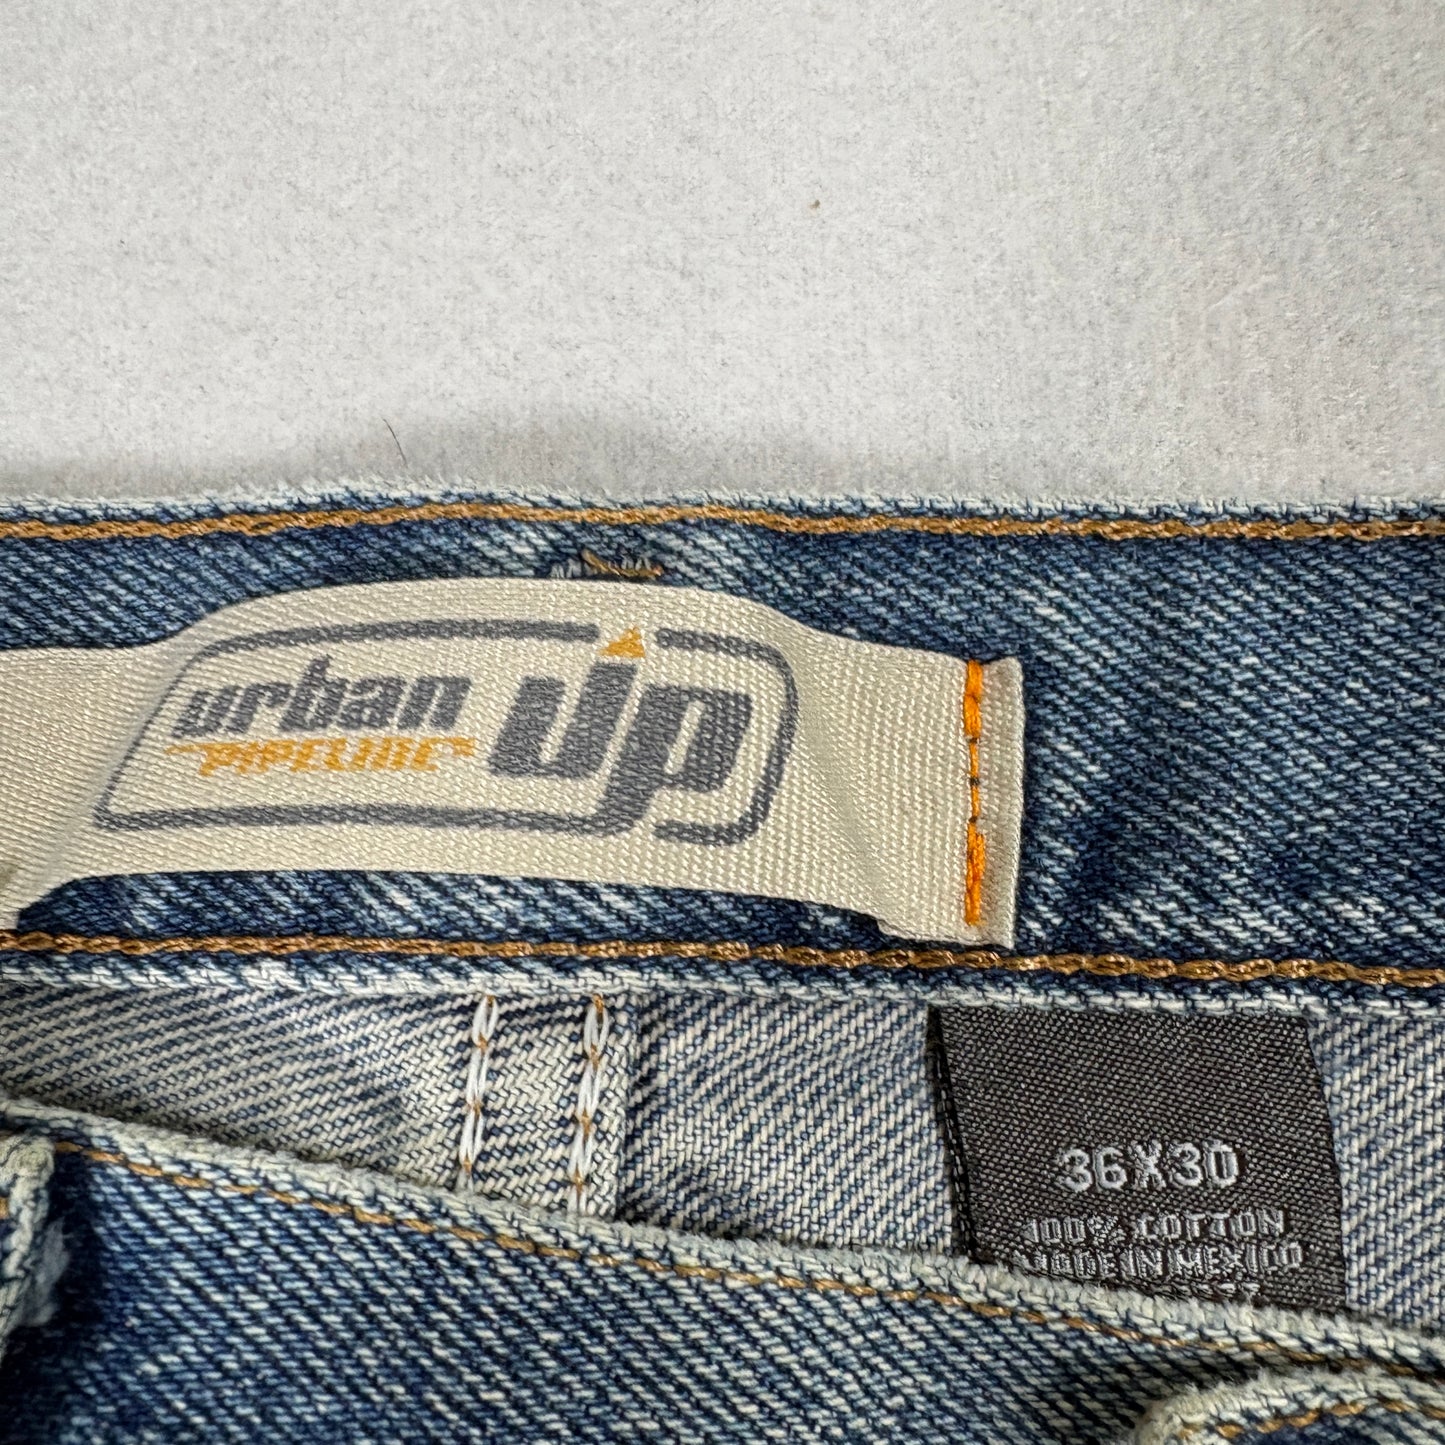 urban
PIPELINE
up
36X30
100% COTTON
MADE IN MEXICO